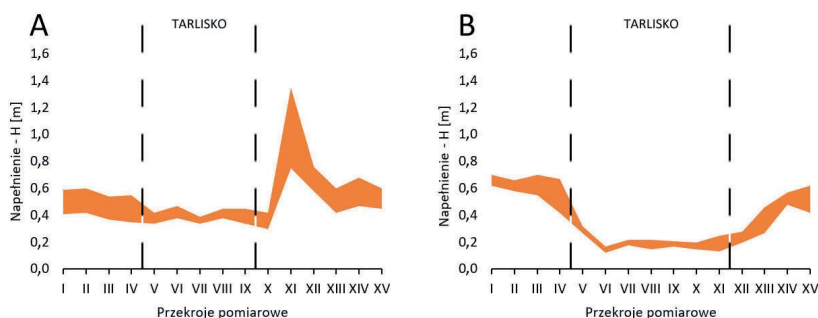 A
TARLISKO
1,6
1,4
1,2
1,0
0,8
0,6
0,4
0,2
0,0
Napełnienie - H [m]
I II III IV V VI VII VIII IX X XI XII XIII XIV XV
Przekroje pomiarowe
B
TARLISKO
1,6
1,4
1,2
1,0
0,8
0,6
0,4
0,2
0,0
Napełnienie - H [m]
I II III IV V VI VII VIII IX X XI XII XIII XIV XV
Przekroje pomiarowe